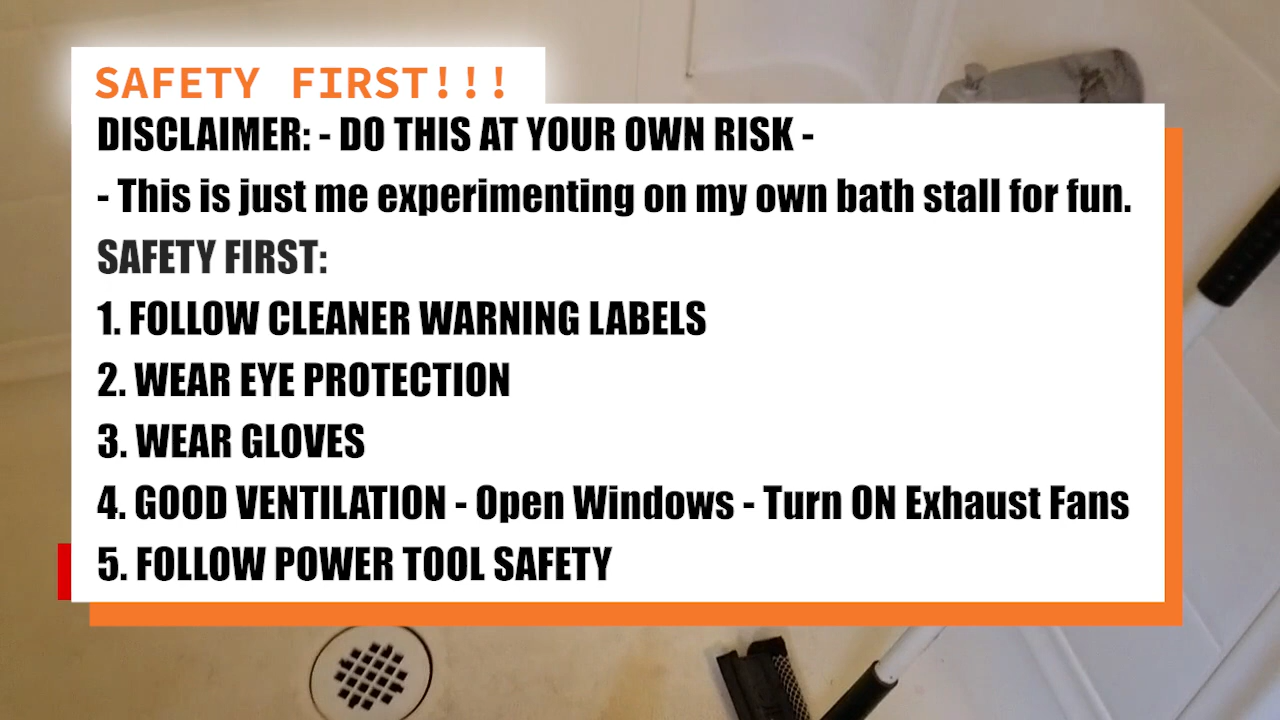 SAFETY FIRST!!!
DISCLAIMER: - DO THIS AT YOUR OWN RISK -
- This is just me experimenting on my own bath stall for fun.
SAFETY FIRST:
1. FOLLOW CLEANER WARNING LABELS
2. WEAR EYE PROTECTION
3. WEAR GLOVES
4. GOOD VENTILATION - Open Windows - Turn ON Exhaust Fans
5. FOLLOW POWER TOOL SAFETY